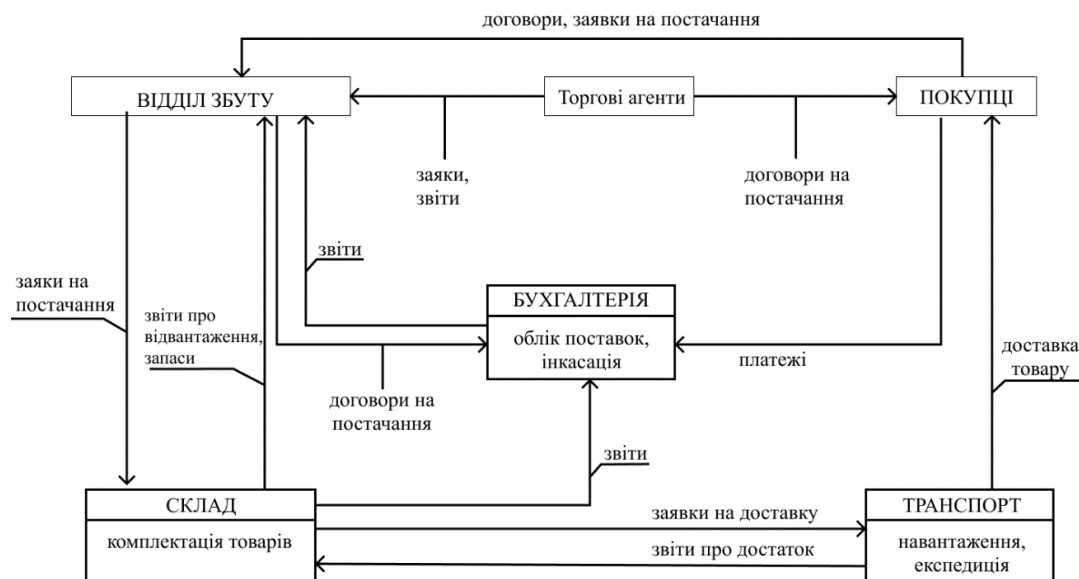 договори, заявки на постачання
ВІДДІЛ ЗБУТУ
Торгові агенти
ПОКУПЦІ
заяки,
звіти
договори на
постачання
звіти
заяки на
постачання
звіти про
відвантаження,
запаси
БУХГАЛТЕРІЯ
облік поставок,
інкасація
платежі
доставка
товару
договори на
постачання
звіти
СКЛАД
комплектація товарів
заявки на доставку
звіти про достаток
ТРАНСПОРТ
навантаження,
експедиція